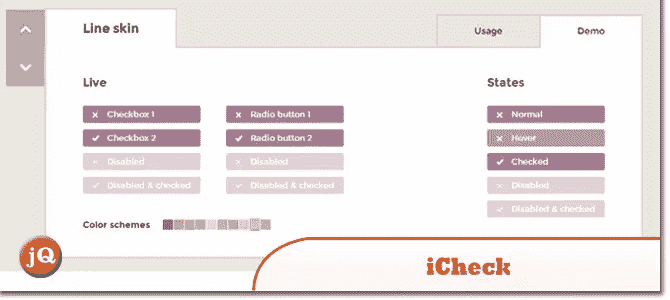 Line skin
Usage
Demo
Live
States
Checkbox 1
Radio button 1
Normal
Checkbox 2
Radio button 2
Hover
Disabled
Disabled
Checked
Disabled & checked
Disabled & checked
Disabled
Disabled & checked
Color schemes
jQ
iCheck